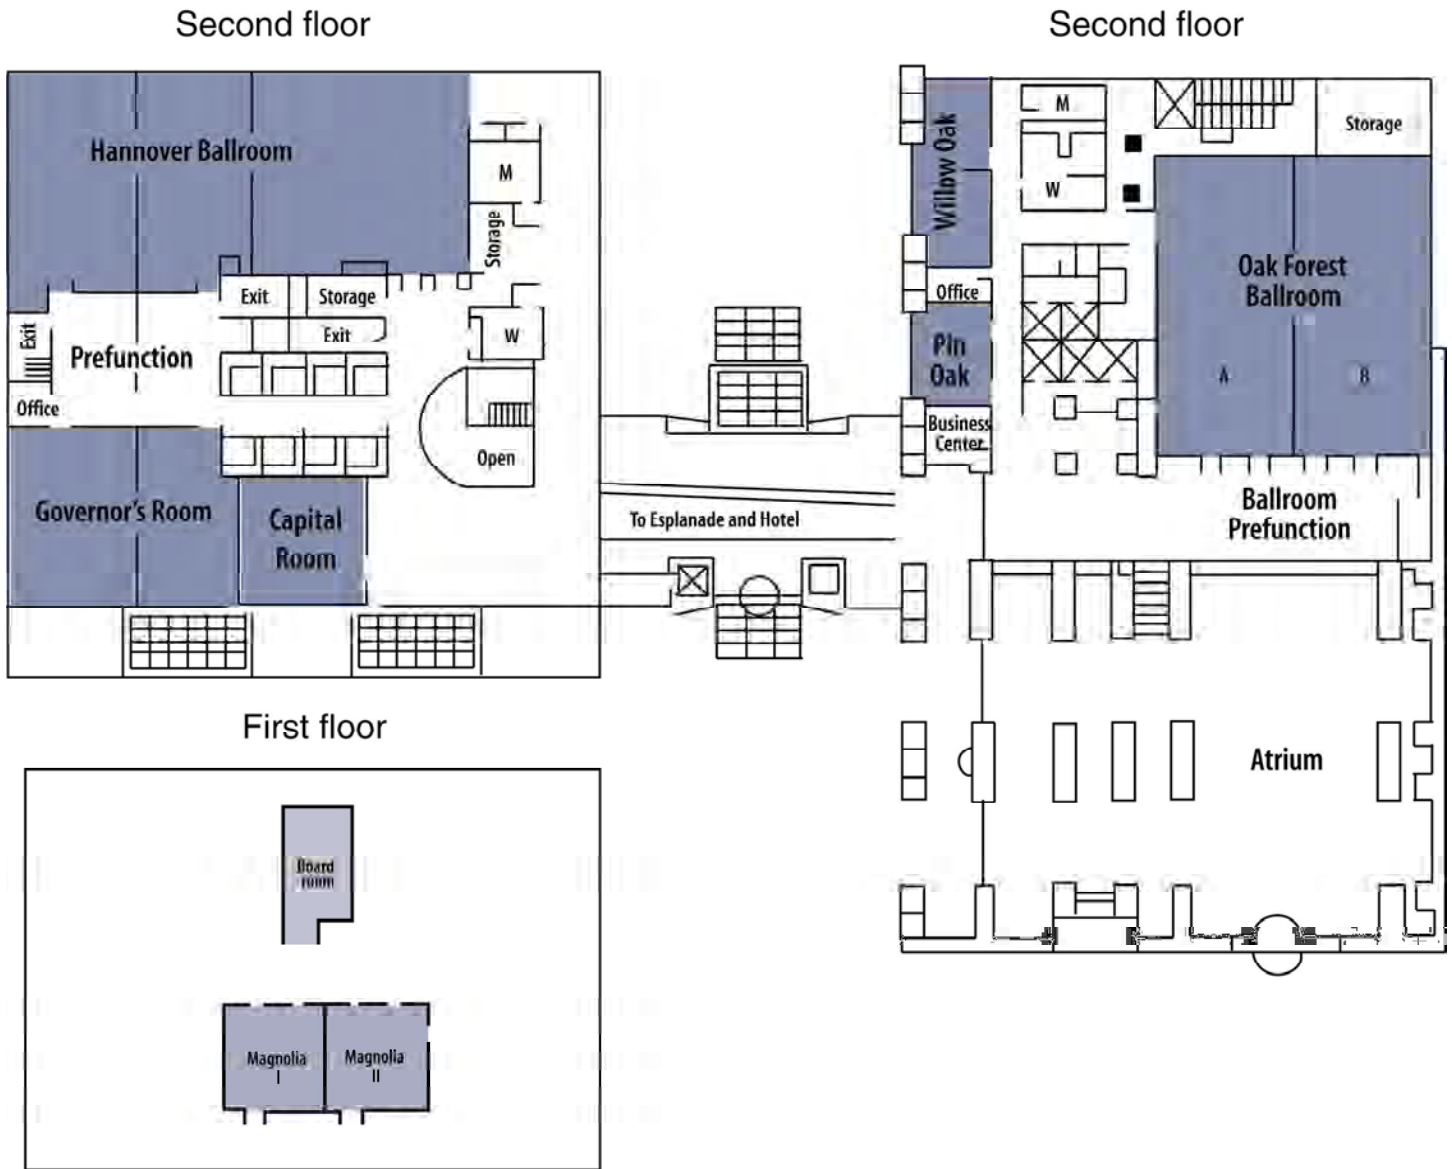 Second floor
Hannover Ballroom
M
Storage
Exit
Storage
Exit
W
Exit
Prefunction
Office
Open
Governor's Room
Capital
Room
To Esplanade and Hotel
Second floor
M
Storage
Willow Oak
W
Oak Forest
Ballroom
Office
Pin
Oak
A
B
Business
Center
Ballroom
Prefunction
Atrium
First floor
Board
room
Magnolia
I
Magnolia
II